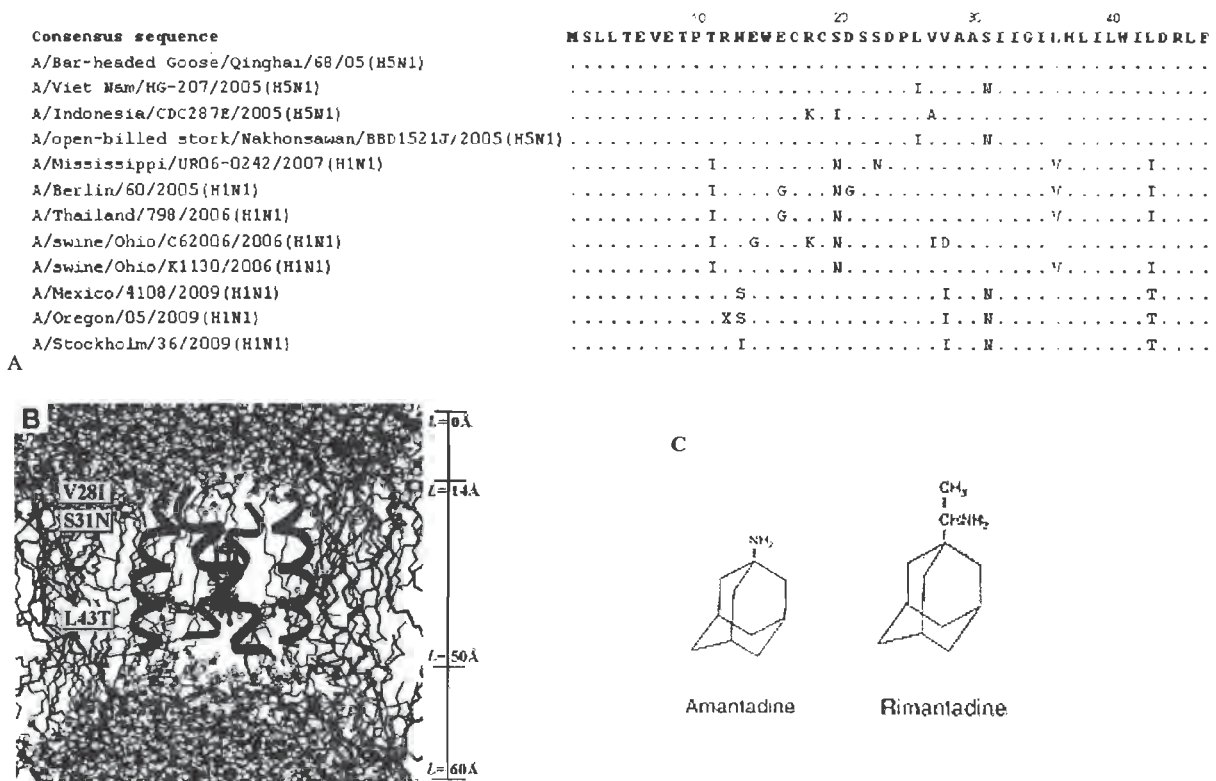 10 20 30 40
Consensus sequence MSLLTEVETPTRNEWECRCSDSSDPLVVAASIIGILHLILWILDRLF
A/Bar-headed Goose/Qinghai/68/05(H5N1) ...............................................
A/Viet Nam/HG-207/2005(H5N1) .........................I....N................
A/Indonesia/CDC287E/2005(H5N1) .................K.I......A....................
A/open-billed stork/Nakhonsawan/BBD1521J/2005(H5N1) .........................I....N................
A/Mississippi/UR06-0242/2007(H1N1) ..........I........N..N............V......I....
A/Berlin/60/2005(H1N1) ..........I....G...NG..............V......I....
A/Thailand/798/2006(H1N1) ..........I....G...N...............V......I....
A/swine/Ohio/C62006/2006(H1N1) ..........I..G...K.N......ID...................
A/swine/Ohio/K1130/2006(H1N1) ..........I........N...............V......I....
A/Mexico/4108/2009(H1N1) ............S..............I..N...........T....
A/Oregon/05/2009(H1N1) ...........XS..............I..N...........T....
A/Stockholm/36/2009(H1N1) ............I..............I..N...........T....
A
B
L=0Å
V28I
L=14Å
S31N
L43T
L=50Å
L=60Å
C
NH2
Amantadine
CH3
CHNH2
Rimantadine